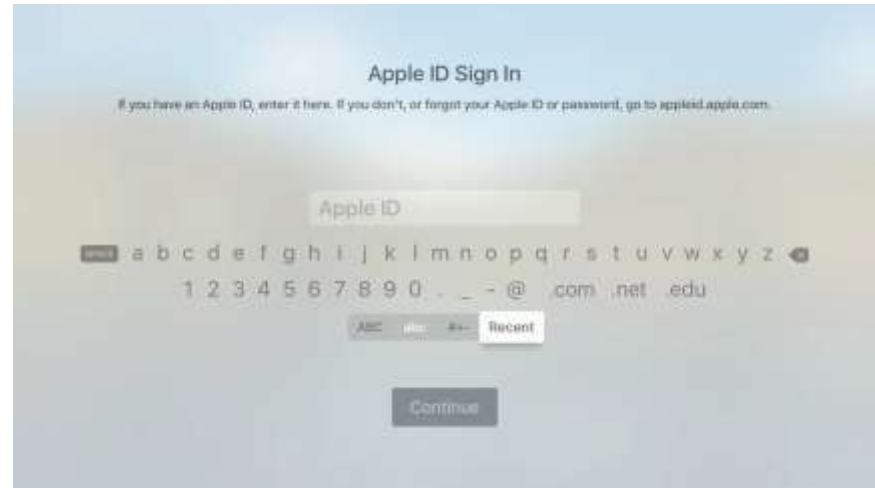 Apple ID Sign In
If you have an Apple ID, enter it here. If you don't, or forgot your Apple ID or password, go to appleid.apple.com.
Apple ID
SPACE a b c d e f g h i j k l m n o p q r s t u v w x y z
1 2 3 4 5 6 7 8 9 0 . _ - @ .com .net .edu
ABC abc #+- Recent
Continue